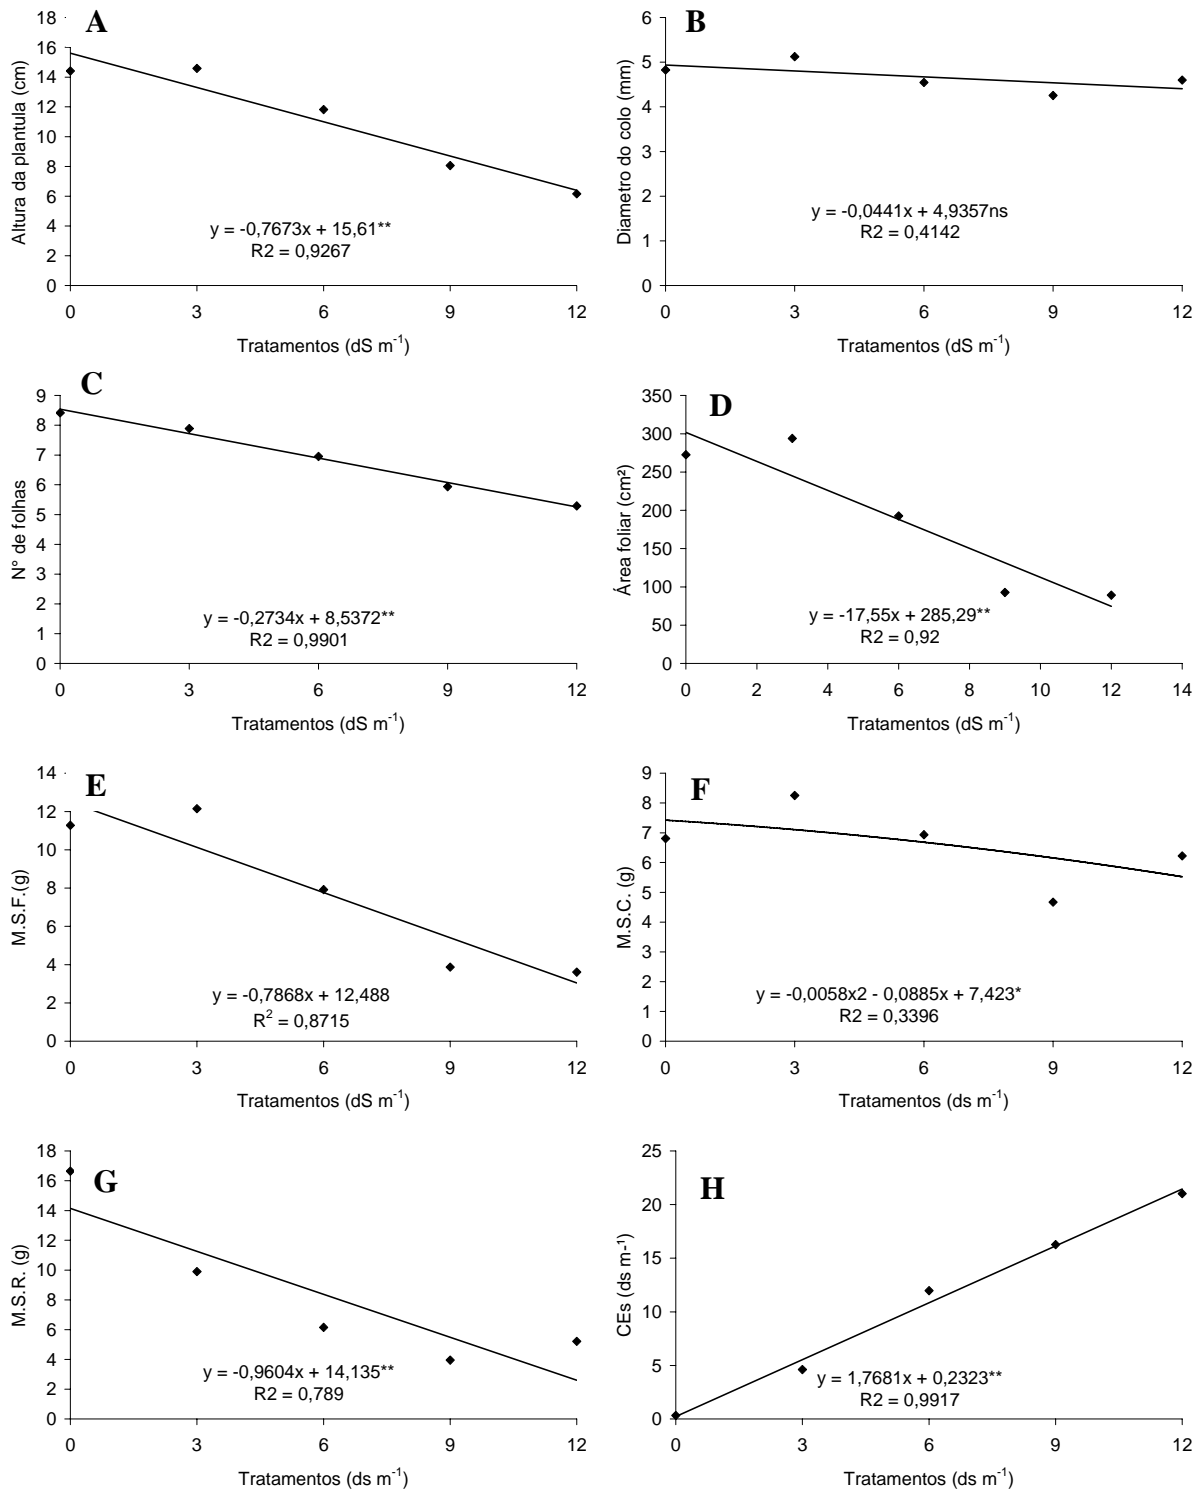 A
Altura da plantula (cm)
18
16
14
12
10
8
6
4
2
0
y = -0,7673x + 15,61**
R2 = 0,9267
0 3 6 9 12
Tratamentos (dS m-1)
B
Diametro do colo (mm)
6
5
4
3
2
1
0
y = -0,0441x + 4,9357ns
R2 = 0,4142
0 3 6 9 12
Tratamentos (dS m-1)
C
N° de folhas
9
8
7
6
5
4
3
2
1
0
y = -0,2734x + 8,5372**
R2 = 0,9901
0 3 6 9 12
Tratamentos (dS m-1)
D
Área foliar (cm²)
350
300
250
200
150
100
50
0
y = -17,55x + 285,29**
R2 = 0,92
0 2 4 6 8 10 12 14
Tratamentos (dS m-1)
E
M.S.F.(g)
14
12
10
8
6
4
2
0
y = -0,7868x + 12,488
R2 = 0,8715
0 3 6 9 12
Tratamentos (dS m-1)
F
M.S.C. (g)
9
8
7
6
5
4
3
2
1
0
y = -0,0058x2 - 0,0885x + 7,423*
R2 = 0,3396
0 3 6 9 12
Tratamentos (ds m-1)
G
M.S.R. (g)
18
16
14
12
10
8
6
4
2
0
y = -0,9604x + 14,135**
R2 = 0,789
0 3 6 9 12
Tratamentos (ds m-1)
H
CEs (ds m-¹)
25
20
15
10
5
0
y = 1,7681x + 0,2323**
R2 = 0,9917
0 3 6 9 12
Tratamentos (ds m-1)